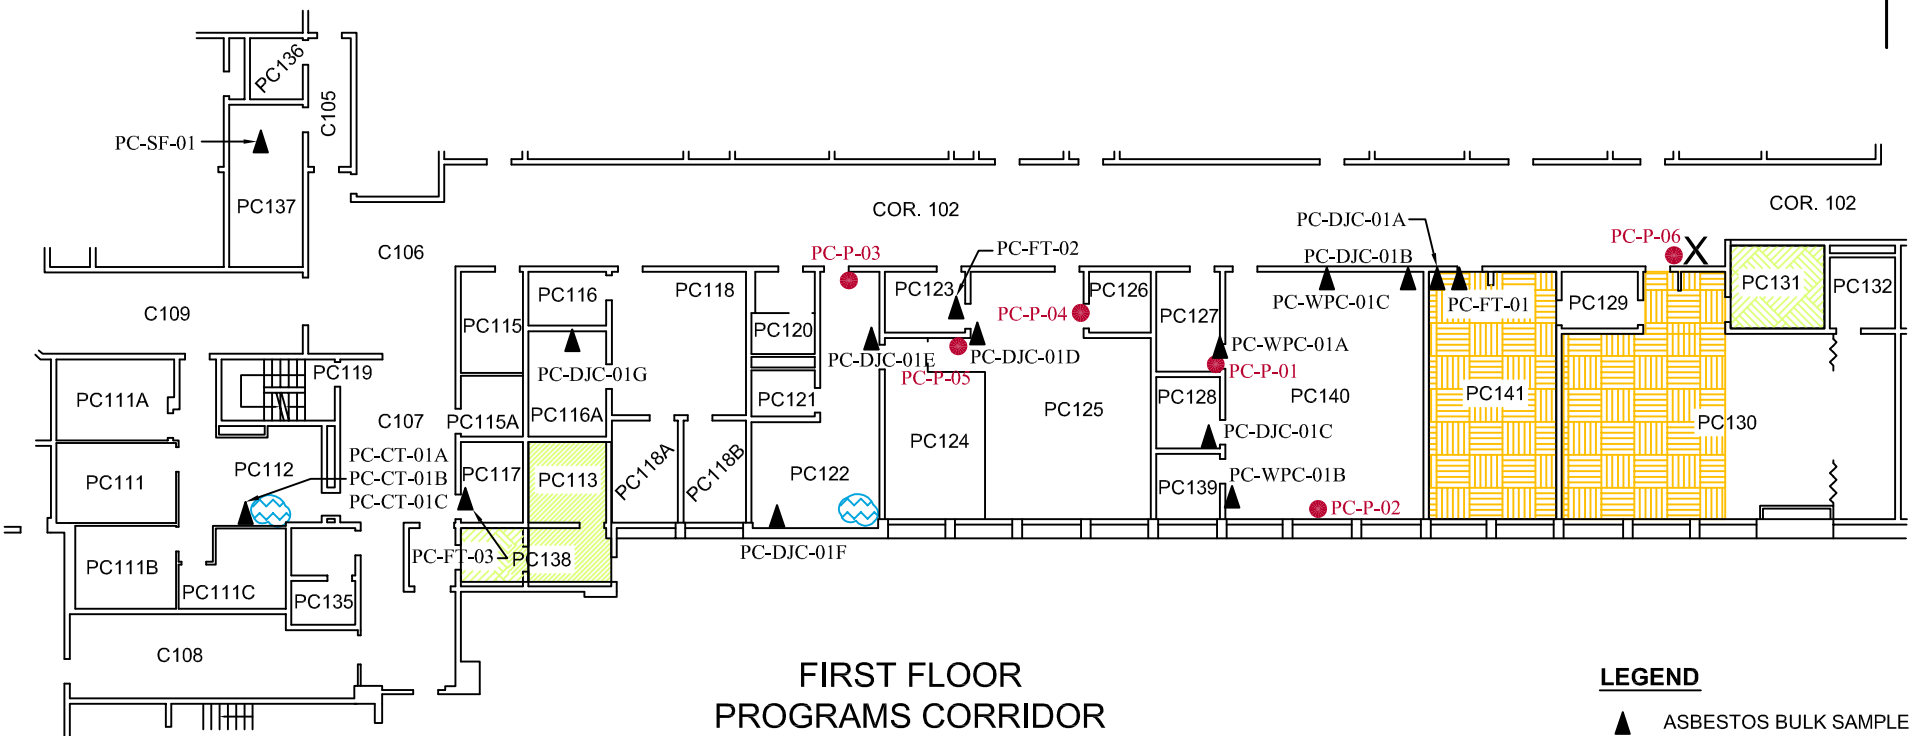 PC136
C105
PC-SF-01
PC137
COR. 102
COR. 102
PC-DJC-01A
C106
PC-P-03
PC-FT-02
PC-DJC-01B
PC-P-06
X
PC116
PC118
PC123
PC126
PC-WPC-01C
PC-FT-01
PC129
PC131
PC132
C109
PC115
PC120
PC-P-04
PC127
PC-DJC-01E
PC-DJC-01D
PC-WPC-01A
PC119
PC-DJC-01G
PC-P-05
PC-P-01
PC111A
PC121
PC128
PC140
PC141
C107
PC115A
PC116A
PC125
PC130
PC-CT-01A
PC124
PC-DJC-01C
PC112
PC-CT-01B
PC111
PC117
PC113
PC118A
PC118B
PC122
PC139
PC-WPC-01B
PC-CT-01C
PC-P-02
PC-FT-03
PC138
PC-DJC-01F
PC111B
PC111C
PC135
C108
FIRST FLOOR
PROGRAMS CORRIDOR
LEGEND
ASBESTOS BULK SAMPLE